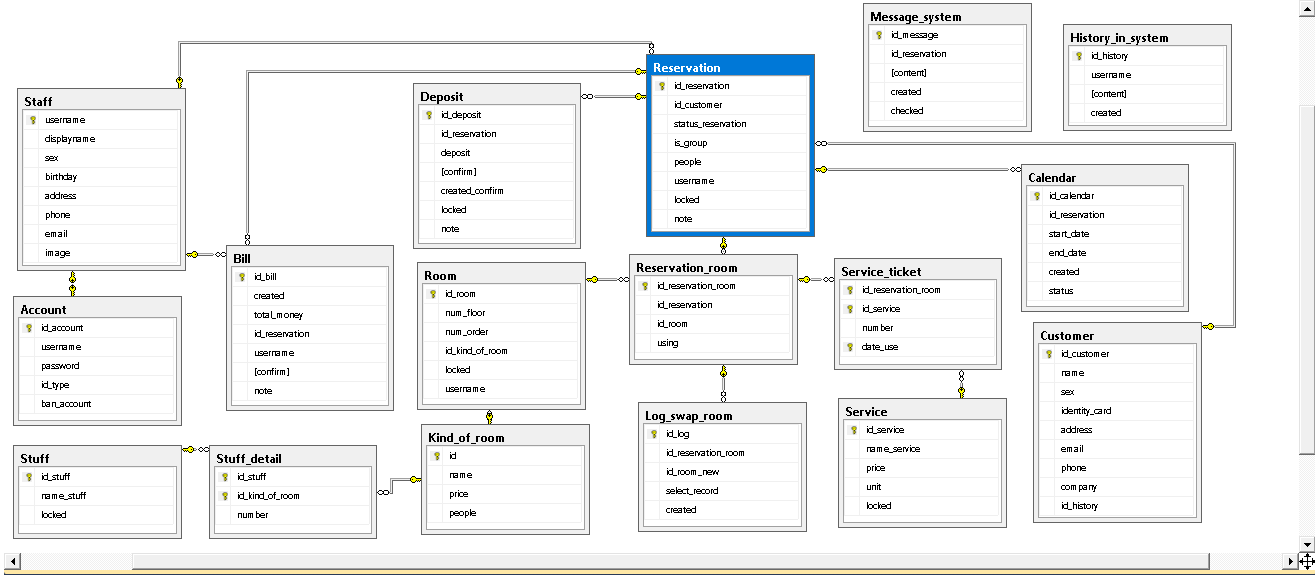 Staff
username
displayname
sex
birthday
address
phone
email
image
Account
id_account
username
password
id_type
ban_account
Stuff
id_stuff
name_stuff
locked
Bill
id_bill
created
total_money
id_reservation
username
[confirm]
note
Stuff_detail
id_stuff
id_kind_of_room
number
Deposit
id_deposit
id_reservation
deposit
[confirm]
created_confirm
locked
note
Room
id_room
num_floor
num_order
id_kind_of_room
locked
username
Kind_of_room
id
name
price
people
Reservation
id_reservation
id_customer
status_reservation
is_group
people
username
locked
note
Reservation_room
id_reservation_room
id_reservation
id_room
using
Log_swap_room
id_log
id_reservation_room
id_room_new
select_record
created
Message_system
id_message
id_reservation
[content]
created
checked
Service_ticket
id_reservation_room
id_service
number
date_use
Service
id_service
name_service
price
unit
locked
History_in_system
id_history
username
[content]
created
Calendar
id_calendar
id_reservation
start_date
end_date
created
status
Customer
id_customer
name
sex
identity_card
address
email
phone
company
id_history